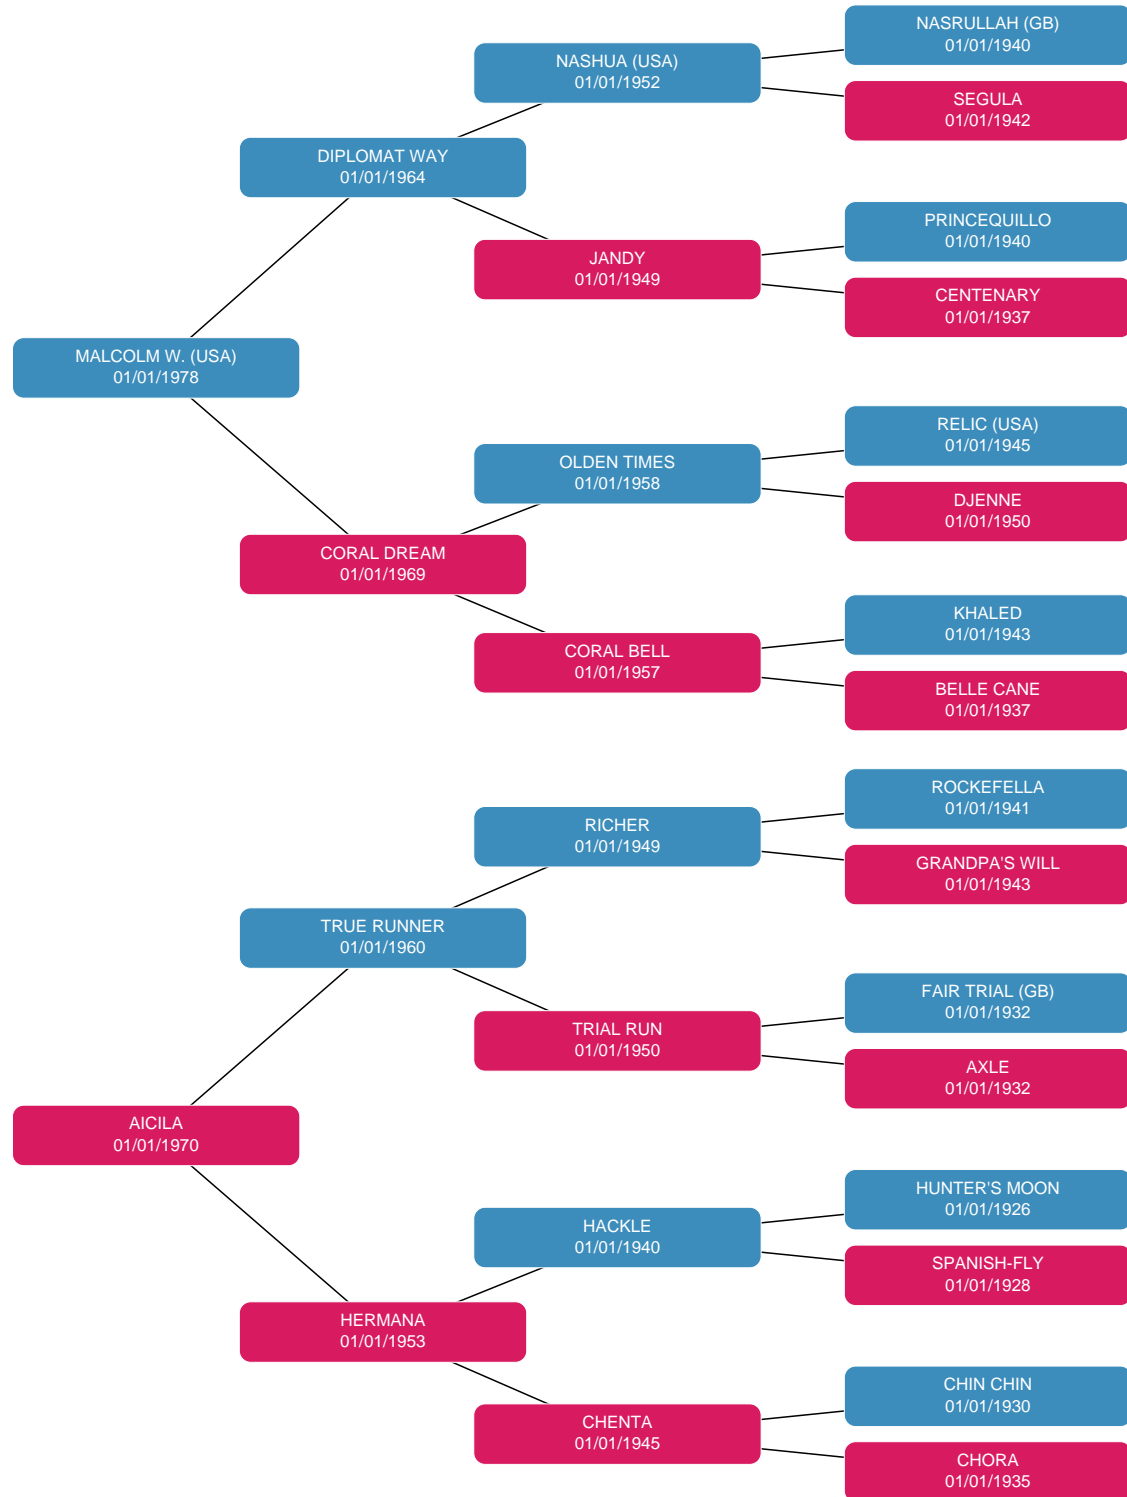 NASRULLAH (GB)
01/01/1940
NASHUA (USA)
01/01/1952
SEGULA
01/01/1942
DIPLOMAT WAY
01/01/1964
PRINCEQUILLO
01/01/1940
JANDY
01/01/1949
CENTENARY
01/01/1937
MALCOLM W. (USA)
01/01/1978
RELIC (USA)
01/01/1945
OLDEN TIMES
01/01/1958
DJENNE
01/01/1950
CORAL DREAM
01/01/1969
KHALED
01/01/1943
CORAL BELL
01/01/1957
BELLE CANE
01/01/1937
ROCKEFELLA
01/01/1941
RICHER
01/01/1949
GRANDPA'S WILL
01/01/1943
TRUE RUNNER
01/01/1960
FAIR TRIAL (GB)
01/01/1932
TRIAL RUN
01/01/1950
AXLE
01/01/1932
AICILA
01/01/1970
HUNTER'S MOON
01/01/1926
HACKLE
01/01/1940
SPANISH-FLY
01/01/1928
HERMANA
01/01/1953
CHIN CHIN
01/01/1930
CHENTA
01/01/1945
CHORA
01/01/1935